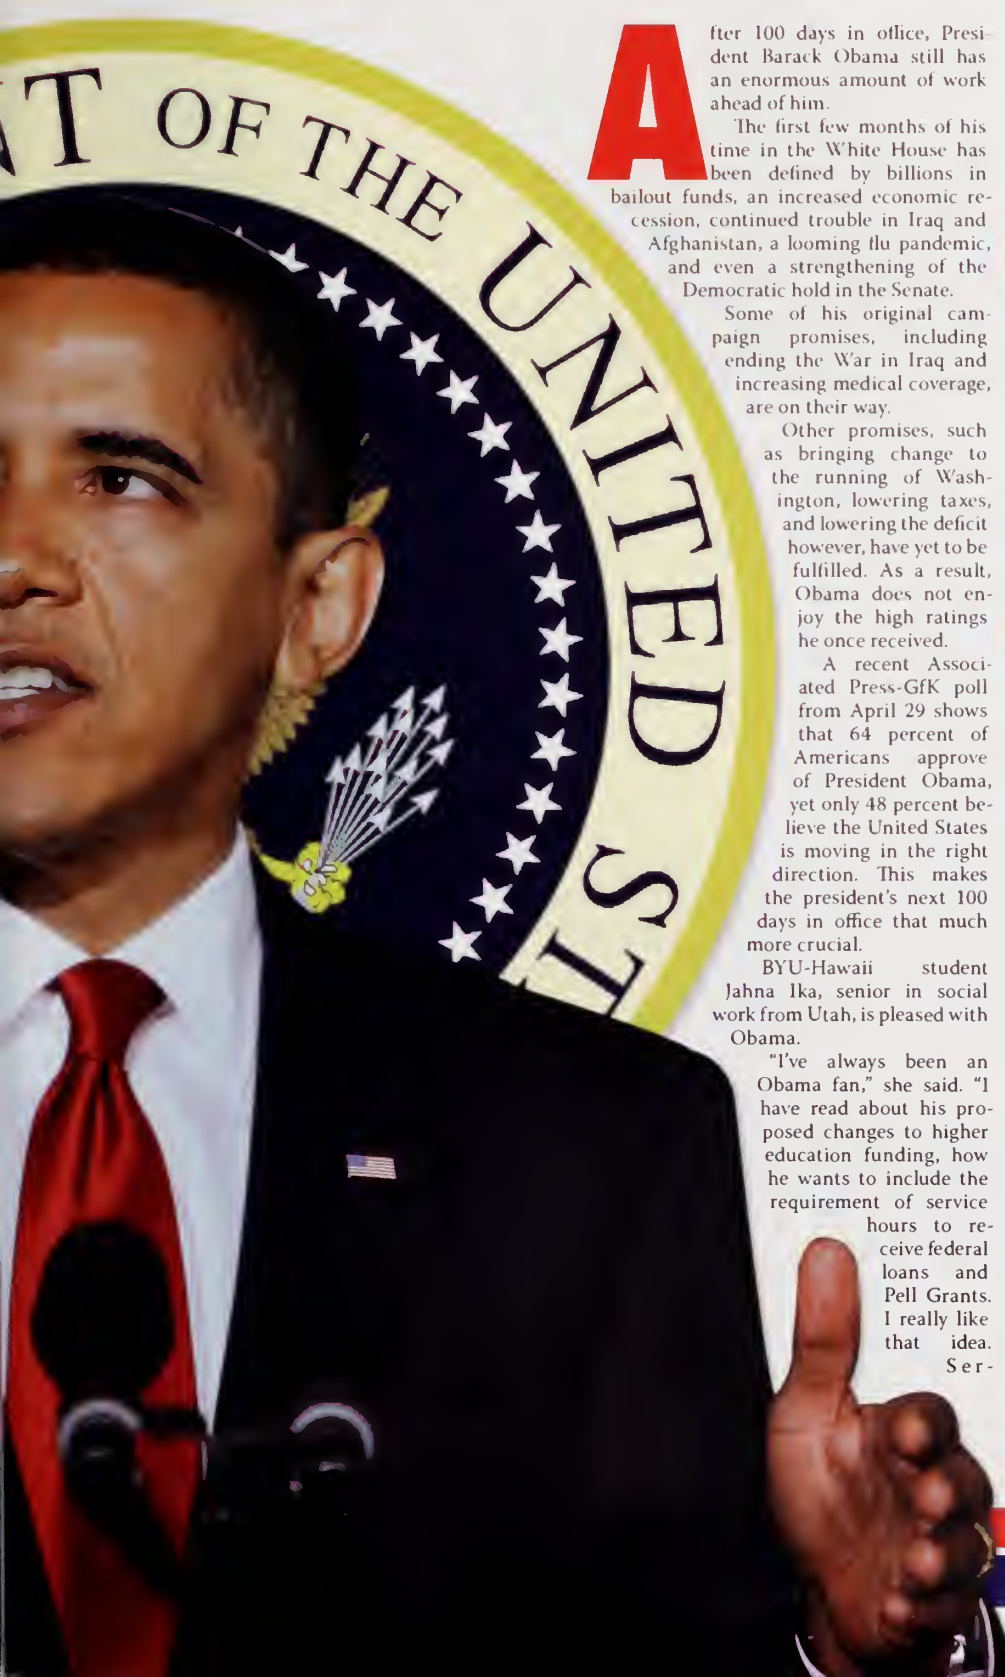 NT OF THE UNITED ST
After 100 days in office, Presi-
dent Barack Obama still has
an enormous amount of work
ahead of him.
The first few months of his
time in the White House has
been defined by billions in
bailout funds, an increased economic re-
cession, continued trouble in Iraq and
Afghanistan, a looming flu pandemic,
and even a strengthening of the
Democratic hold in the Senate.
Some of his original cam-
paign promises, including
ending the War in Iraq and
increasing medical coverage,
are on their way.
Other promises, such
as bringing change to
the running of Wash-
ington, lowering taxes,
and lowering the deficit
however, have yet to be
fulfilled. As a result,
Obama does not en-
joy the high ratings
he once received.
A recent Associ-
ated Press-GfK poll
from April 29 shows
that 64 percent of
Americans approve
of President Obama,
yet only 48 percent be-
lieve the United States
is moving in the right
direction. This makes
the president's next 100
days in office that much
more crucial.
BYU-Hawaii student
Jahna Ika, senior in social
work from Utah, is pleased with
Obama.
"I've always been an
Obama fan," she said. "I
have read about his pro-
posed changes to higher
education funding, how
he wants to include the
requirement of service
hours to re-
ceive federal
loans and
Pell Grants.
I really like
that idea.
Ser-